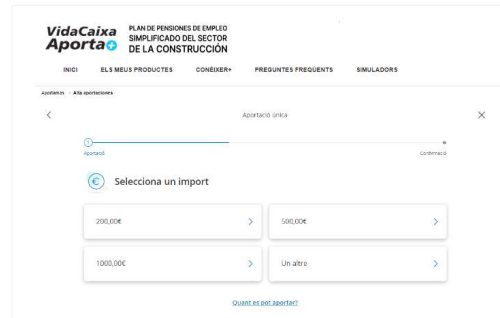 VidaCaixa
Aporta+
PLAN DE PENSIONES DE EMPLEO
SIMPLIFICADO DEL SECTOR
DE LA CONSTRUCCIÓN
INICI ELS MEUS PRODUCTES CONÈIXER+ PREGUNTES FREQÜENTS SIMULADORS
Aportacions > Alta aportaciones
Aportació única
1
Aportació Confirmació
€ Selecciona un import
200,00€ 500,00€
1000,00€ Un altre
Quant es pot aportar?